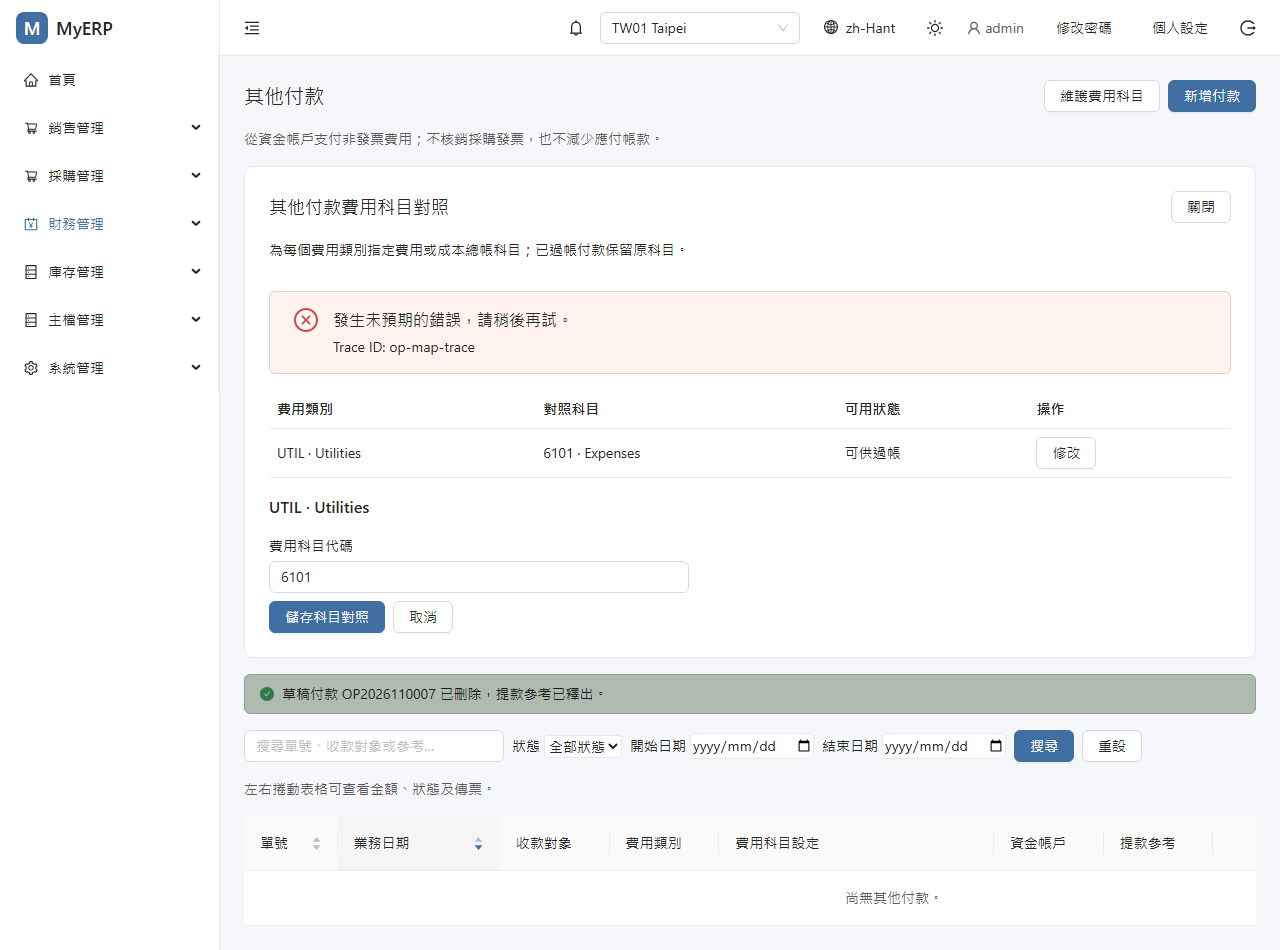 M MyERP
TW01 Taipei
zh-Hant
admin
修改密碼
個人設定
首頁
銷售管理
採購管理
財務管理
庫存管理
主檔管理
系統管理
其他付款
維護費用科目
新增付款
從資金帳戶支付非發票費用；不核銷採購發票，也不減少應付帳款。
其他付款費用科目對照
關閉
為每個費用類別指定費用或成本總帳科目；已過帳付款保留原科目。
發生未預期的錯誤，請稍後再試。
Trace ID: op-map-trace
費用類別 對照科目 可用狀態 操作
UTIL · Utilities 6101 · Expenses 可供過帳 修改
UTIL · Utilities
費用科目代碼
6101
儲存科目對照 取消
草稿付款 OP2026110007 已刪除，提款參考已釋出。
搜尋單號、收款對象或參考... 狀態 全部狀態 開始日期 yyyy/mm/dd 結束日期 yyyy/mm/dd 搜尋 重設
左右捲動表格可查看金額、狀態及傳票。
單號 業務日期 收款對象 費用類別 費用科目設定 資金帳戶 提款參考
尚無其他付款。